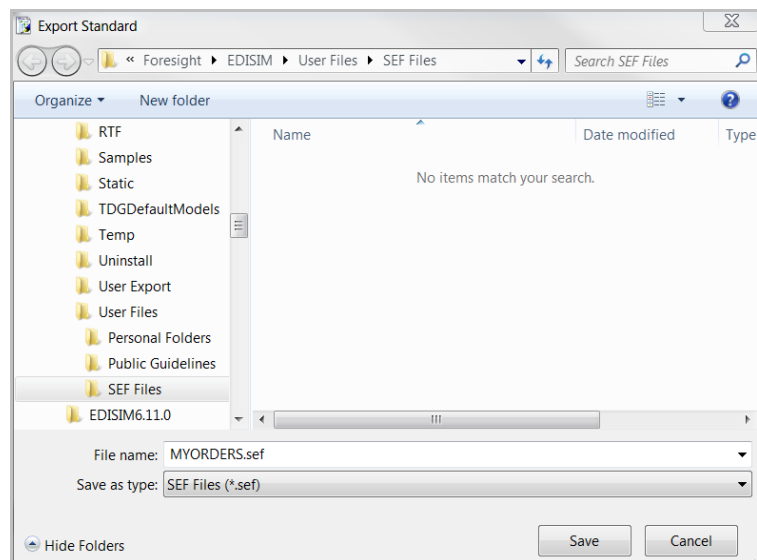 Export Standard
« Foresight ▸ EDISIM ▸ User Files ▸ SEF Files
Search SEF Files
Organize
New folder
RTF
Samples
Static
TDGDefaultModels
Temp
Uninstall
User Export
User Files
Personal Folders
Public Guidelines
SEF Files
EDISIM6.11.0
Name
Date modified
Type
No items match your search.
File name: MYORDERS.sef
Save as type: SEF Files (*.sef)
Hide Folders
Save
Cancel